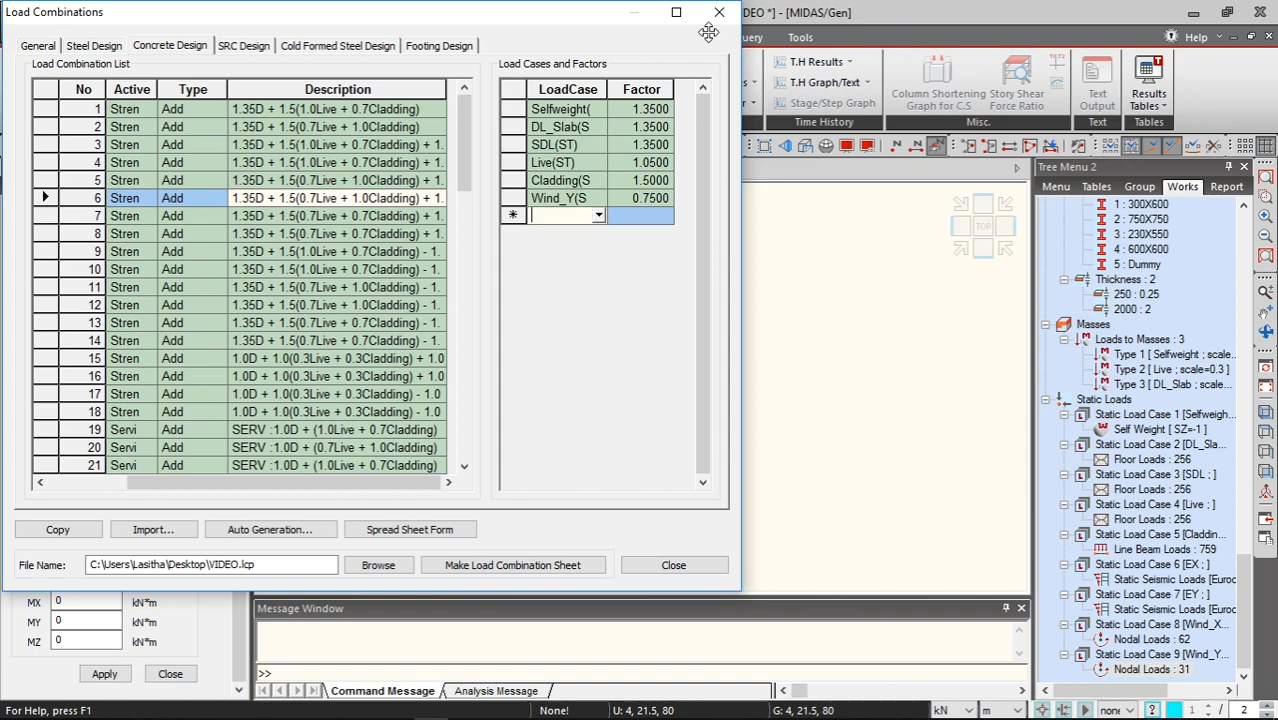 Load Combinations
VIDEO *] - [MIDAS/Gen]
uery Tools
Help
General Steel Design Concrete Design SRC Design Cold Formed Steel Design Footing Design
Load Combination List
No Active Type Description
1 Stren Add 1.35D + 1.5(1.0Live + 0.7Cladding)
2 Stren Add 1.35D + 1.5(0.7Live + 1.0Cladding)
3 Stren Add 1.35D + 1.5(1.0Live + 0.7Cladding) + 1.
4 Stren Add 1.35D + 1.5(1.0Live + 0.7Cladding) + 1.
5 Stren Add 1.35D + 1.5(0.7Live + 1.0Cladding) + 1.
6 Stren Add 1.35D + 1.5(0.7Live + 1.0Cladding) + 1.
7 Stren Add 1.35D + 1.5(0.7Live + 0.7Cladding) + 1.
8 Stren Add 1.35D + 1.5(0.7Live + 0.7Cladding) + 1.
9 Stren Add 1.35D + 1.5(1.0Live + 0.7Cladding) - 1.
10 Stren Add 1.35D + 1.5(1.0Live + 0.7Cladding) - 1.
11 Stren Add 1.35D + 1.5(0.7Live + 1.0Cladding) - 1.
12 Stren Add 1.35D + 1.5(0.7Live + 1.0Cladding) - 1.
13 Stren Add 1.35D + 1.5(0.7Live + 0.7Cladding) - 1.
14 Stren Add 1.35D + 1.5(0.7Live + 0.7Cladding) - 1.
15 Stren Add 1.0D + 1.0(0.3Live + 0.3Cladding) + 1.0
16 Stren Add 1.0D + 1.0(0.3Live + 0.3Cladding) + 1.0
17 Stren Add 1.0D + 1.0(0.3Live + 0.3Cladding) - 1.0
18 Stren Add 1.0D + 1.0(0.3Live + 0.3Cladding) - 1.0
19 Servi Add SERV :1.0D + (1.0Live + 0.7Cladding)
20 Servi Add SERV :1.0D + (0.7Live + 1.0Cladding)
21 Servi Add SERV :1.0D + (1.0Live + 0.7Cladding)
Load Cases and Factors
LoadCase Factor
Selfweight( 1.3500
DL_Slab(S 1.3500
SDL(ST) 1.3500
Live(ST) 1.0500
Cladding(S 1.5000
Wind_Y(S 0.7500
*
Copy Import... Auto Generation... Spread Sheet Form
File Name: C:\Users\Lasitha\Desktop\VIDEO.lcp Browse Make Load Combination Sheet Close
MX 0 kN*m
MY 0 kN*m
MZ 0 kN*m
Apply Close
T.H Results
T.H Graph/Text
Stage/Step Graph
Time History
Column Shortening
Graph for C.S
Story Shear
Force Ratio
Misc.
Text
Output
Text
Results
Tables
Tables
TOP
Tree Menu 2
Menu Tables Group Works Report
1 : 300X600
2 : 750X750
3 : 230X550
4 : 600X600
5 : Dummy
Thickness : 2
250 : 0.25
2000 : 2
Masses
Loads to Masses : 3
Type 1 [ Selfweight ; scale...
Type 2 [ Live ; scale=0.3 ]
Type 3 [ DL_Slab ; scale...
Static Loads
Static Load Case 1 [Selfweigh...
Self Weight [ SZ=-1 ]
Static Load Case 2 [DL_Sla...
Floor Loads : 256
Static Load Case 3 [SDL ; ]
Floor Loads : 256
Static Load Case 4 [Live ; ]
Floor Loads : 256
Static Load Case 5 [Claddin...
Line Beam Loads : 759
Static Load Case 6 [EX ; ]
Static Seismic Loads [Euroc
Static Load Case 7 [EY ; ]
Static Seismic Loads [Euroc
Static Load Case 8 [Wind_X...
Nodal Loads : 62
Static Load Case 9 [Wind_Y...
Nodal Loads : 31
Message Window
>>
Command Message Analysis Message
For Help, press F1 None! U: 4, 21.5, 80 G: 4, 21.5, 80 kN m none 1 / 2